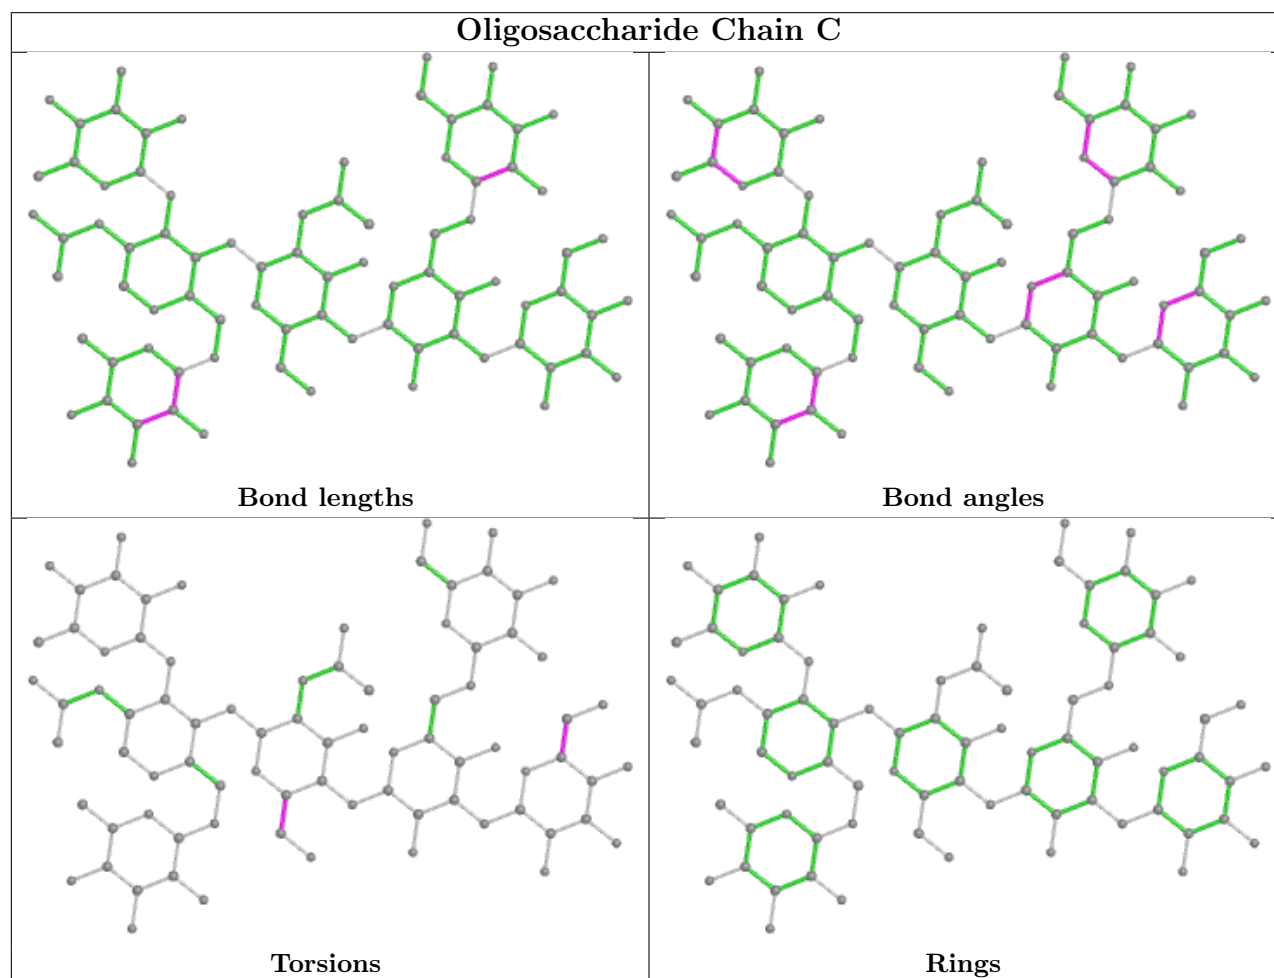 Oligosaccharide Chain C
Bond lengths
Bond angles
Torsions
Rings